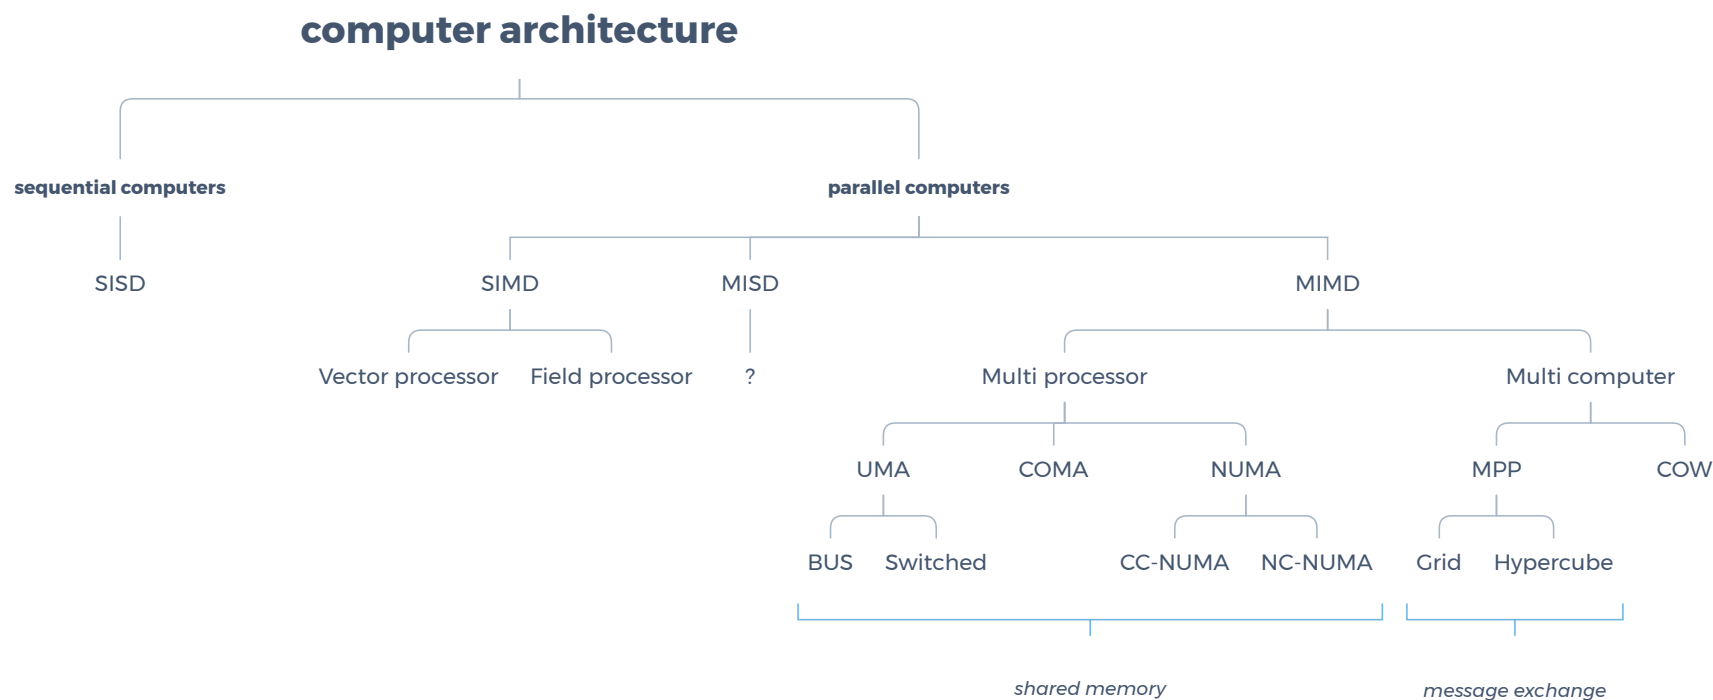 computer architecture
sequential computers
parallel computers
SISD
SIMD
MISD
MIMD
Vector processor
Field processor
?
Multi processor
Multi computer
UMA
COMA
NUMA
MPP
COW
BUS
Switched
CC-NUMA
NC-NUMA
Grid
Hypercube
shared memory
message exchange